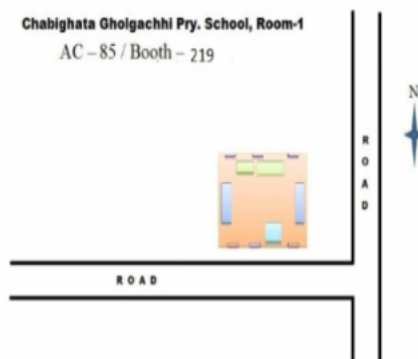 Chabighata Gholgachhi Pry. School, Room-1
AC – 85 / Booth – 219
N
ROAD
ROAD